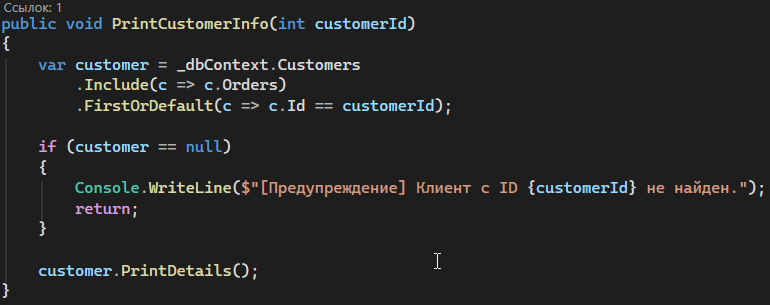 Ссылок: 1
public void PrintCustomerInfo(int customerId)
{
    var customer = _dbContext.Customers
        .Include(c => c.Orders)
        .FirstOrDefault(c => c.Id == customerId);
    if (customer == null)
    {
        Console.WriteLine($"[Предупреждение] Клиент с ID {customerId} не найден.");
        return;
    }
    customer.PrintDetails();
}